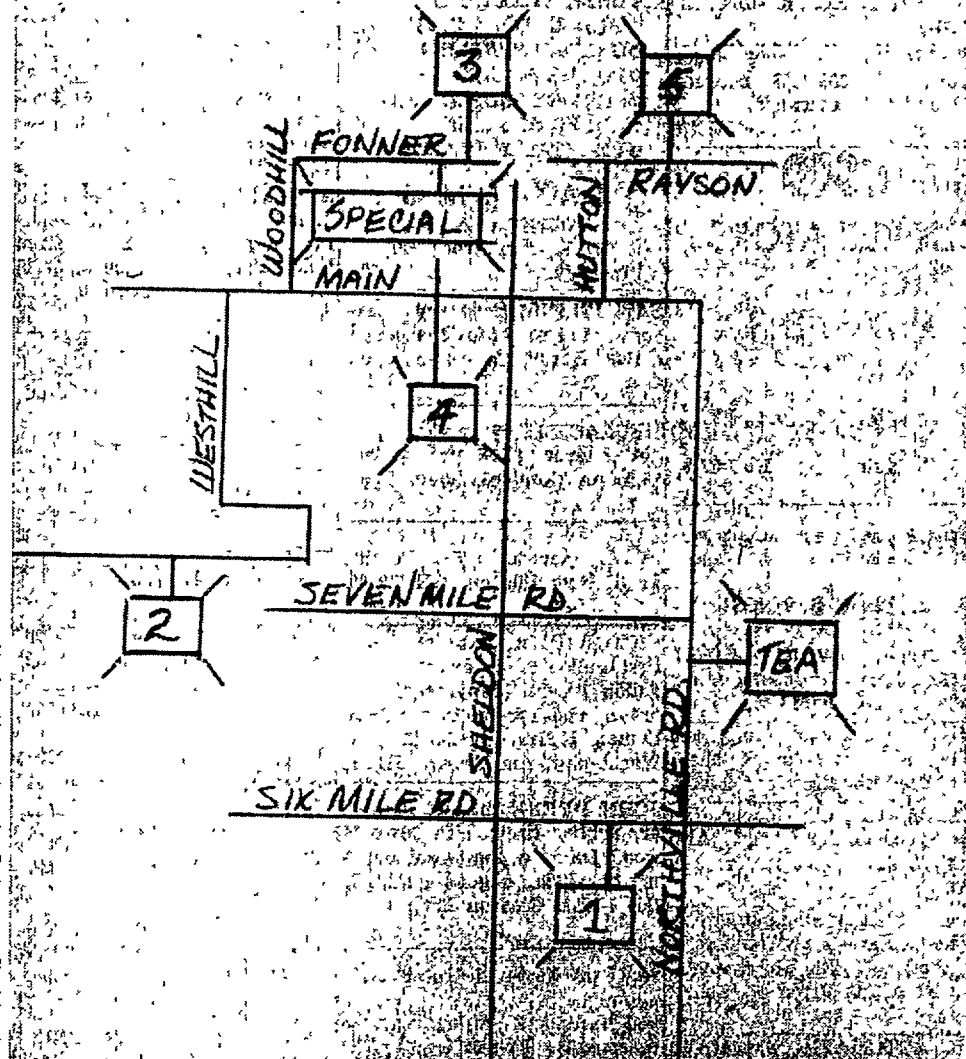 3
5
FONNER
WOODHILL
RAYSON
SPECIAL
HUTTON
MAIN
WESTHILL
4
SEVEN MILE RD.
2
TEA
SHELDON
NORTHVILLE RD.
SIX MILE RD
1